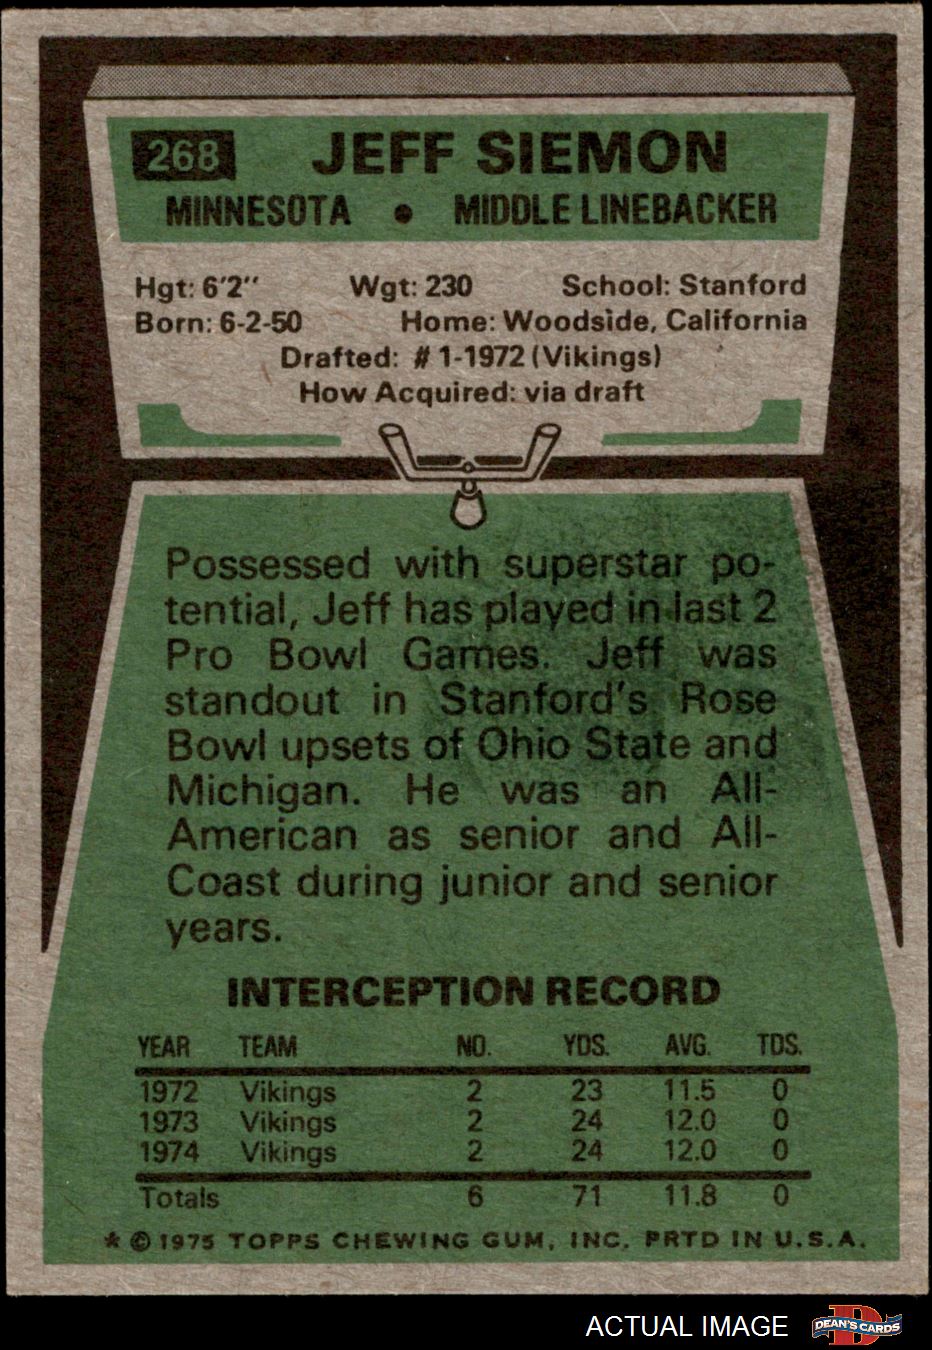 268 JEFF SIEMON
MINNESOTA • MIDDLE LINEBACKER
Hgt: 6'2" Wgt: 230 School: Stanford
Born: 6-2-50 Home: Woodside, California
Drafted: #1-1972 (Vikings)
How Acquired: via draft
Possessed with superstar po-
tential, Jeff has played in last 2
Pro Bowl Games. Jeff was
standout in Stanford's Rose
Bowl upsets of Ohio State and
Michigan. He was an All-
American as senior and All-
Coast during junior and senior
years.
INTERCEPTION RECORD
YEAR TEAM NO. YDS. AVG. TDS.
1972 Vikings 2 23 11.5 0
1973 Vikings 2 24 12.0 0
1974 Vikings 2 24 12.0 0
Totals 6 71 11.8 0
* © 1975 TOPPS CHEWING GUM, INC. PRTD IN U.S.A.
ACTUAL IMAGE D DEAN'S CARDS